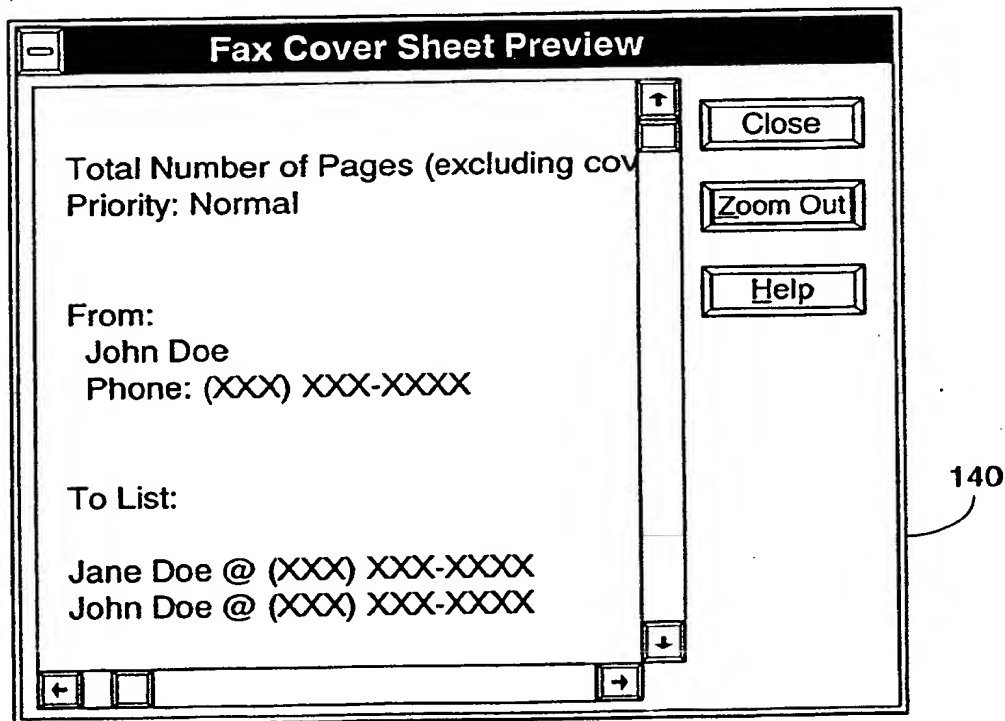 Fax Cover Sheet Preview
Total Number of Pages (excluding cov
Priority: Normal
From:
John Doe
Phone: (XXX) XXX-XXXX
To List:
Jane Doe @ (XXX) XXX-XXXX
John Doe @ (XXX) XXX-XXXX
Close
Zoom Out
Help
140